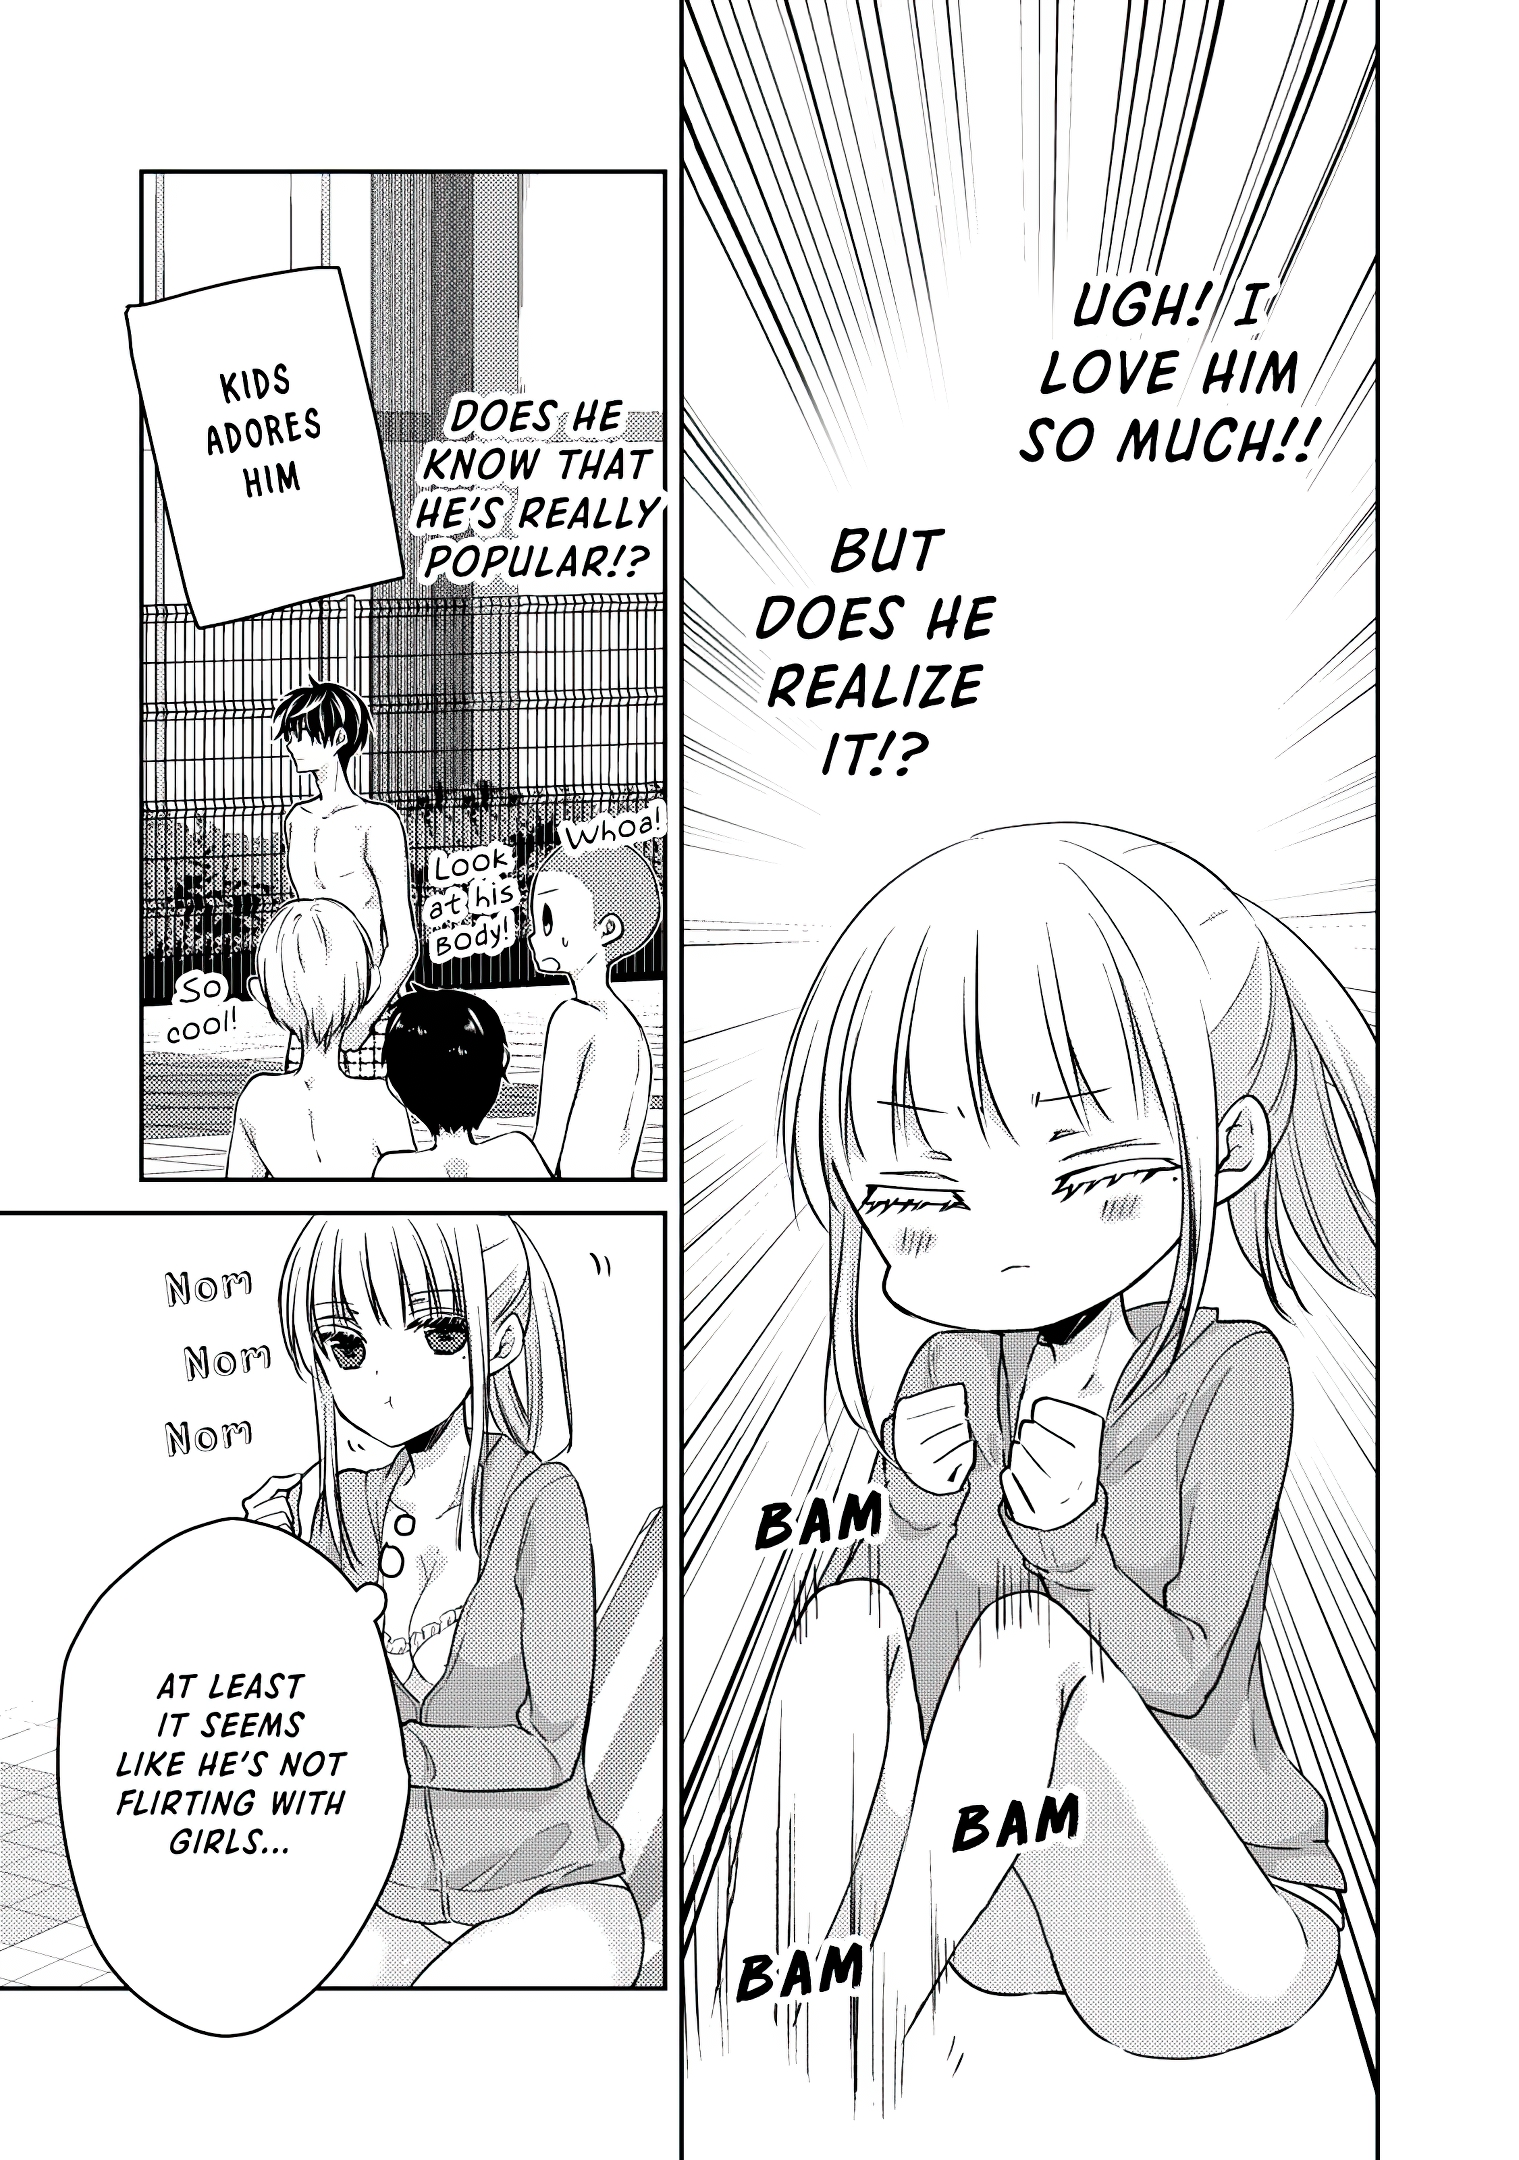 UGH! I
LOVE HIM
SO MUCH!!
BUT
DOES HE
REALIZE
IT!?
BAM
BAM
BAM
DOES HE
KNOW THAT
HE'S REALLY
POPULAR!?
KIDS
ADORES
HIM
Whoa!
Look
at his
Body!
So
cool!
Nom
Nom
Nom
AT LEAST
IT SEEMS
LIKE HE'S NOT
FLIRTING WITH
GIRLS...